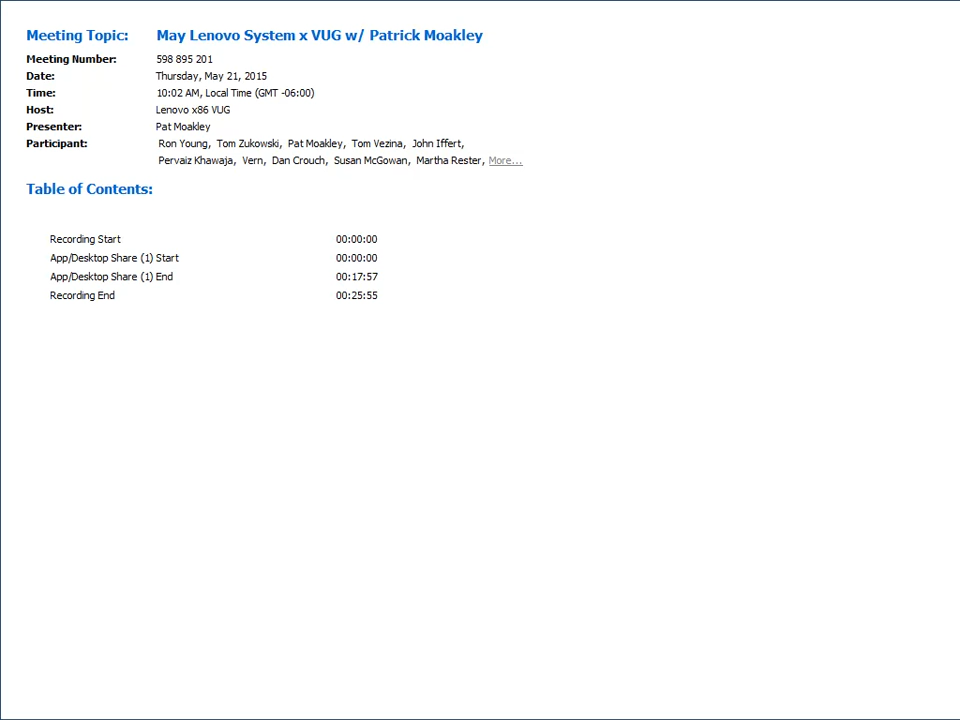 Meeting Topic: May Lenovo System x VUG w/ Patrick Moakley
Meeting Number: 598 895 201
Date: Thursday, May 21, 2015
Time: 10:02 AM, Local Time (GMT -06:00)
Host: Lenovo x86 VUG
Presenter: Pat Moakley
Participant: Ron Young, Tom Zukowski, Pat Moakley, Tom Vezina, John Iffert,
Pervaiz Khawaja, Vern, Dan Crouch, Susan McGowan, Martha Rester, More...
Table of Contents:
Recording Start 00:00:00
App/Desktop Share (1) Start 00:00:00
App/Desktop Share (1) End 00:17:57
Recording End 00:25:55